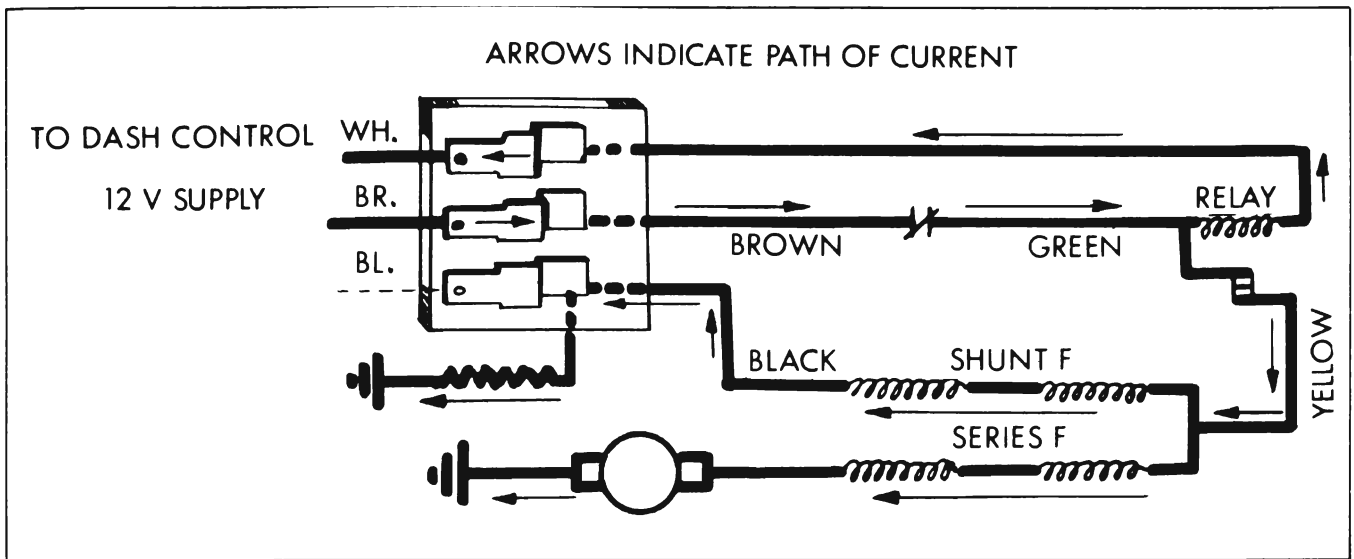 ARROWS INDICATE PATH OF CURRENT
TO DASH CONTROL
WH.
12 V SUPPLY
BR.
RELAY
BROWN
GREEN
BL.
BLACK
SHUNT F
YELLOW
SERIES F